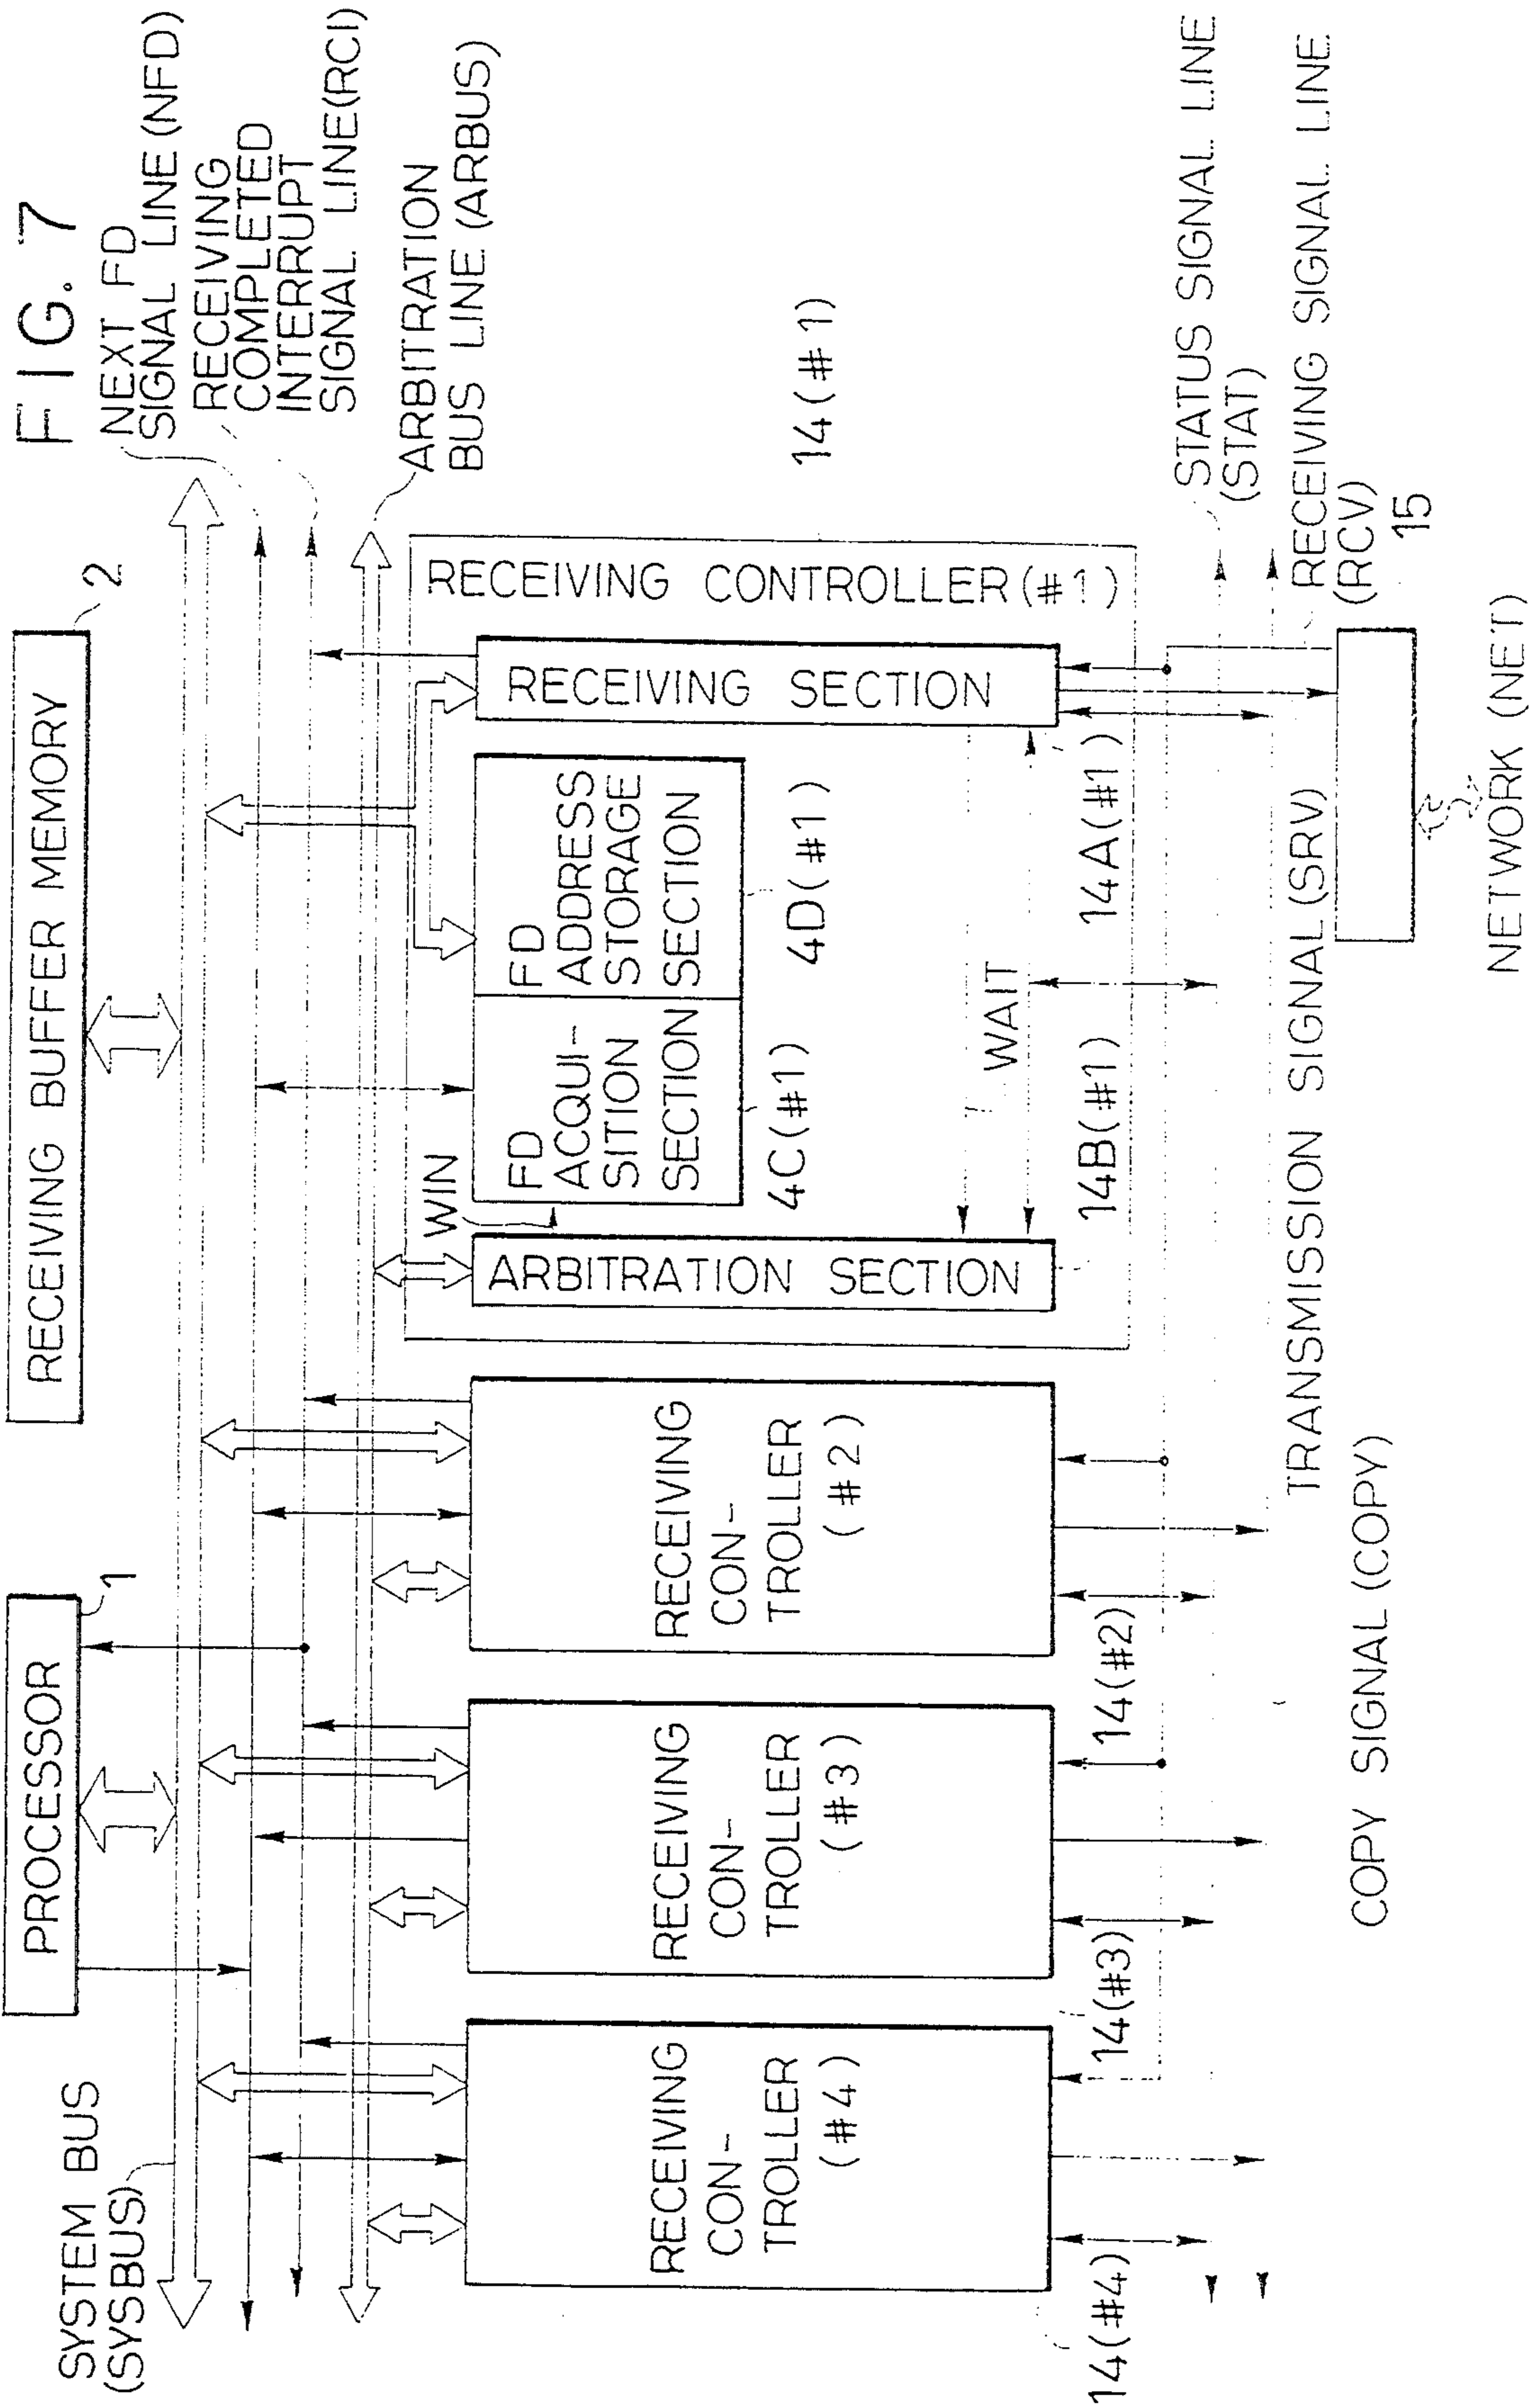 FIG. 7
NEXT FD
SIGNAL LINE (NFD)
RECEIVING
COMPLETED
INTERRUPT
SIGNAL LINE(RCI)
ARBITRATION
BUS LINE (ARBUS)
SYSTEM BUS
(SYSBUS)
PROCESSOR
1
RECEIVING BUFFER MEMORY
2
14(#1)
RECEIVING CONTROLLER(#1)
RECEIVING SECTION
FD
ADDRESS
STORAGE
SECTION
4D(#1)
FD
ACQUI-
SITION
SECTION
4C(#1)
WIN
ARBITRATION SECTION
WAIT
14A(#1)
14B(#1)
RECEIVING
CON-
TROLLER
(#2)
14(#2)
RECEIVING
CON-
TROLLER
(#3)
14(#3)
RECEIVING
CON-
TROLLER
(#4)
14(#4)
STATUS SIGNAL LINE
(STAT)
RECEIVING SIGNAL LINE
(RCV)
15
TRANSMISSION SIGNAL(SRV)
COPY SIGNAL (COPY)
NETWORK (NET)